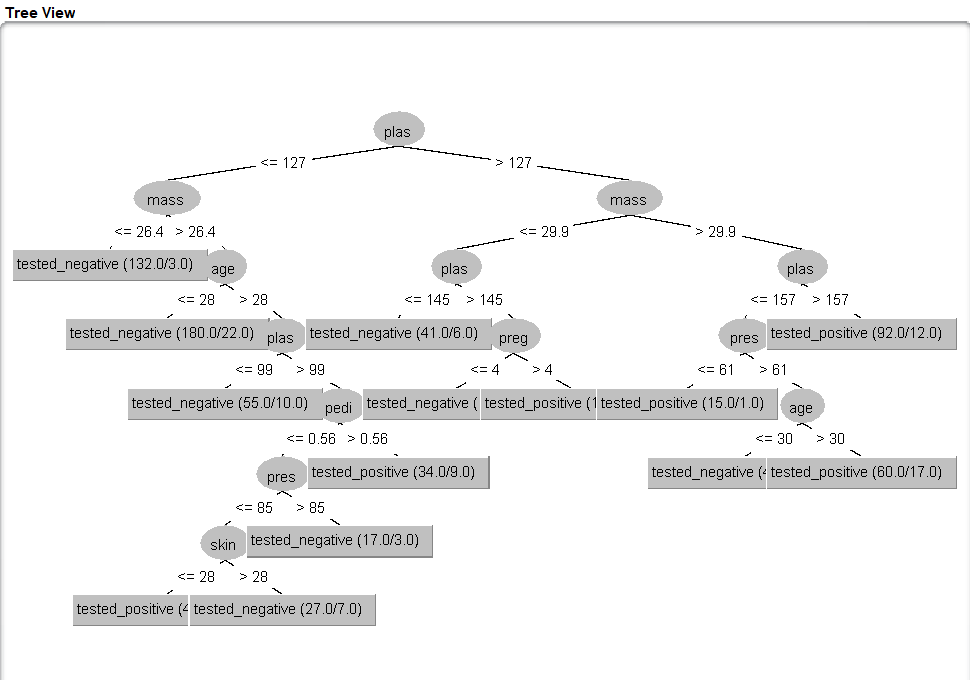 Tree View
plas
<= 127
> 127
mass
mass
<= 26.4 > 26.4
<= 29.9
> 29.9
tested_negative (132.0/3.0)
age
plas
plas
<= 28 > 28
<= 145 > 145
<= 157 > 157
tested_negative (180.0/22.0)
plas
tested_negative (41.0/6.0)
preg
pres
tested_positive (92.0/12.0)
<= 99 > 99
<= 4 > 4
<= 61 > 61
tested_negative (55.0/10.0)
pedi
tested_negative (
tested_positive (1
tested_positive (15.0/1.0)
age
<= 0.56 > 0.56
<= 30 > 30
pres
tested_positive (34.0/9.0)
tested_negative (4
tested_positive (60.0/17.0)
<= 85 > 85
skin
tested_negative (17.0/3.0)
<= 28 > 28
tested_positive (4
tested_negative (27.0/7.0)